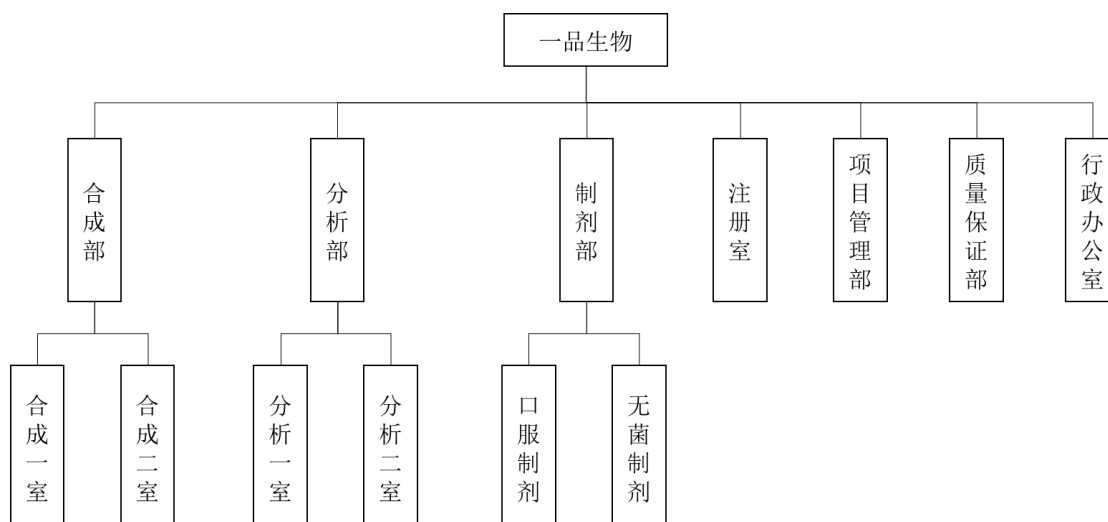 一品生物
合成部
分析部
制剂部
注册室
项目管理部
质量保证部
行政办公室
合成一室
合成二室
分析一室
分析二室
口服制剂
无菌制剂